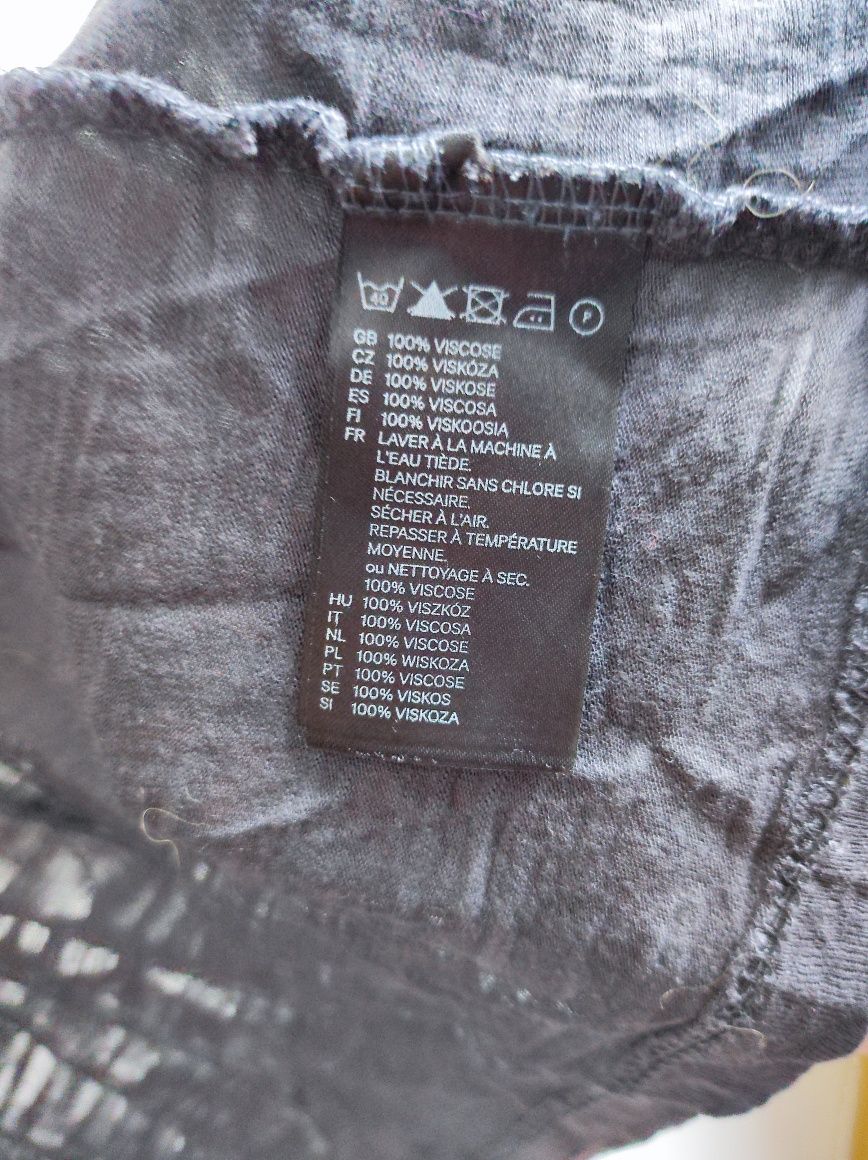 40 P
GB 100% VISCOSE
CZ 100% VISKÓZA
DE 100% VISKOSE
ES 100% VISCOSA
FI 100% VISKOOSIA
FR LAVER À LA MACHINE À
L'EAU TIÈDE.
BLANCHIR SANS CHLORE SI
NÉCESSAIRE.
SÉCHER À L'AIR.
REPASSER À TEMPÉRATURE
MOYENNE.
ou NETTOYAGE À SEC.
100% VISCOSE
HU 100% VISZKÓZ
IT 100% VISCOSA
NL 100% VISCOSE
PL 100% WISKOZA
PT 100% VISCOSE
SE 100% VISKOS
SI 100% VISKOZA